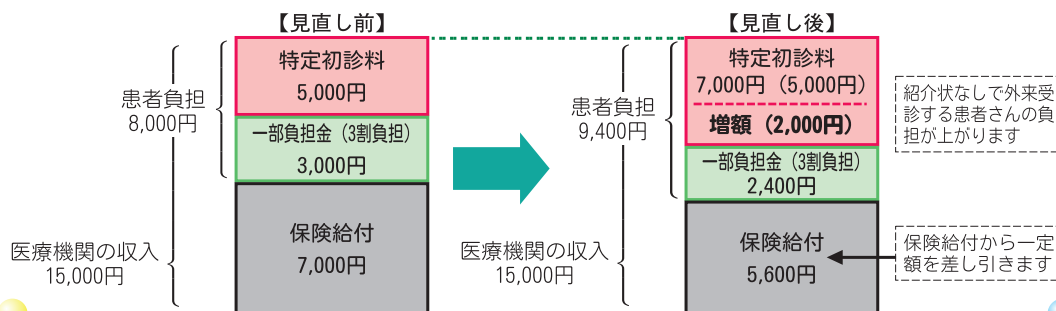 【見直し前】
特定初診料
5,000円
一部負担金（3割負担）
3,000円
保険給付
7,000円
患者負担
8,000円
医療機関の収入
15,000円
【見直し後】
特定初診料
7,000円（5,000円）
増額（2,000円）
一部負担金（3割負担）
2,400円
保険給付
5,600円
患者負担
9,400円
医療機関の収入
15,000円
紹介状なしで外来受
診する患者さんの負
担が上がります
保険給付から一定
額を差し引きます